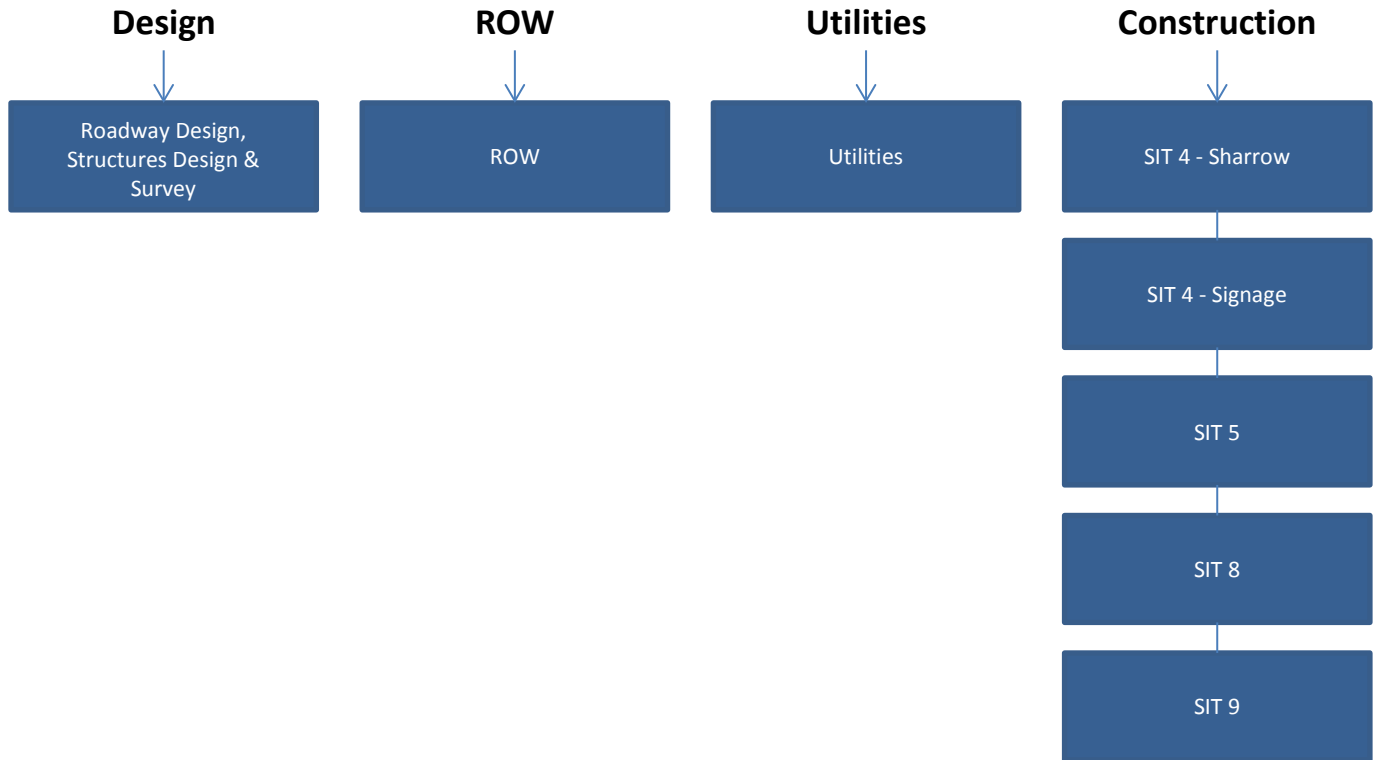 Design
ROW
Utilities
Construction
Roadway Design,
Structures Design &
Survey
ROW
Utilities
SIT 4 - Sharrow
SIT 4 - Signage
SIT 5
SIT 8
SIT 9